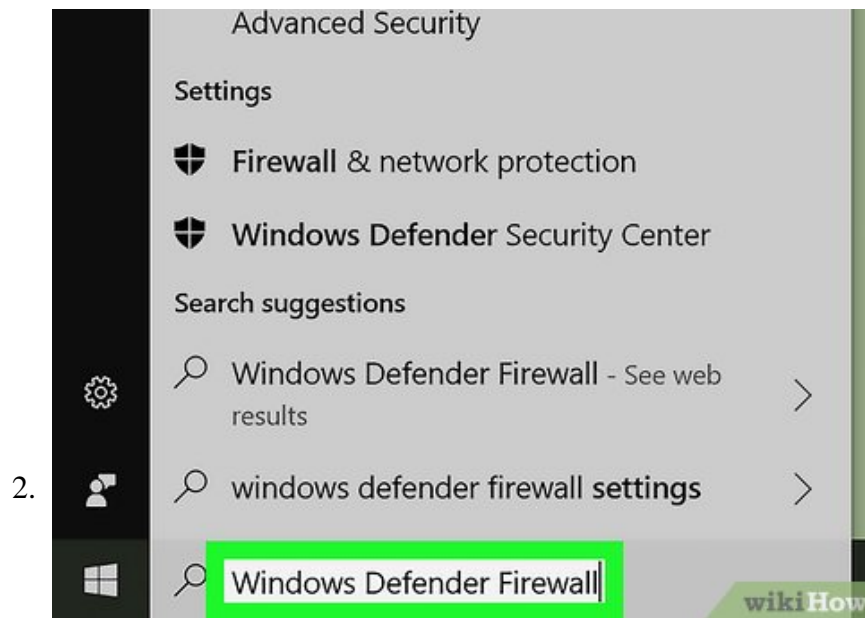 Advanced Security
Settings
Firewall & network protection
Windows Defender Security Center
Search suggestions
Windows Defender Firewall - See web
results
2.
windows defender firewall settings
Windows Defender Firewall
wikiHow